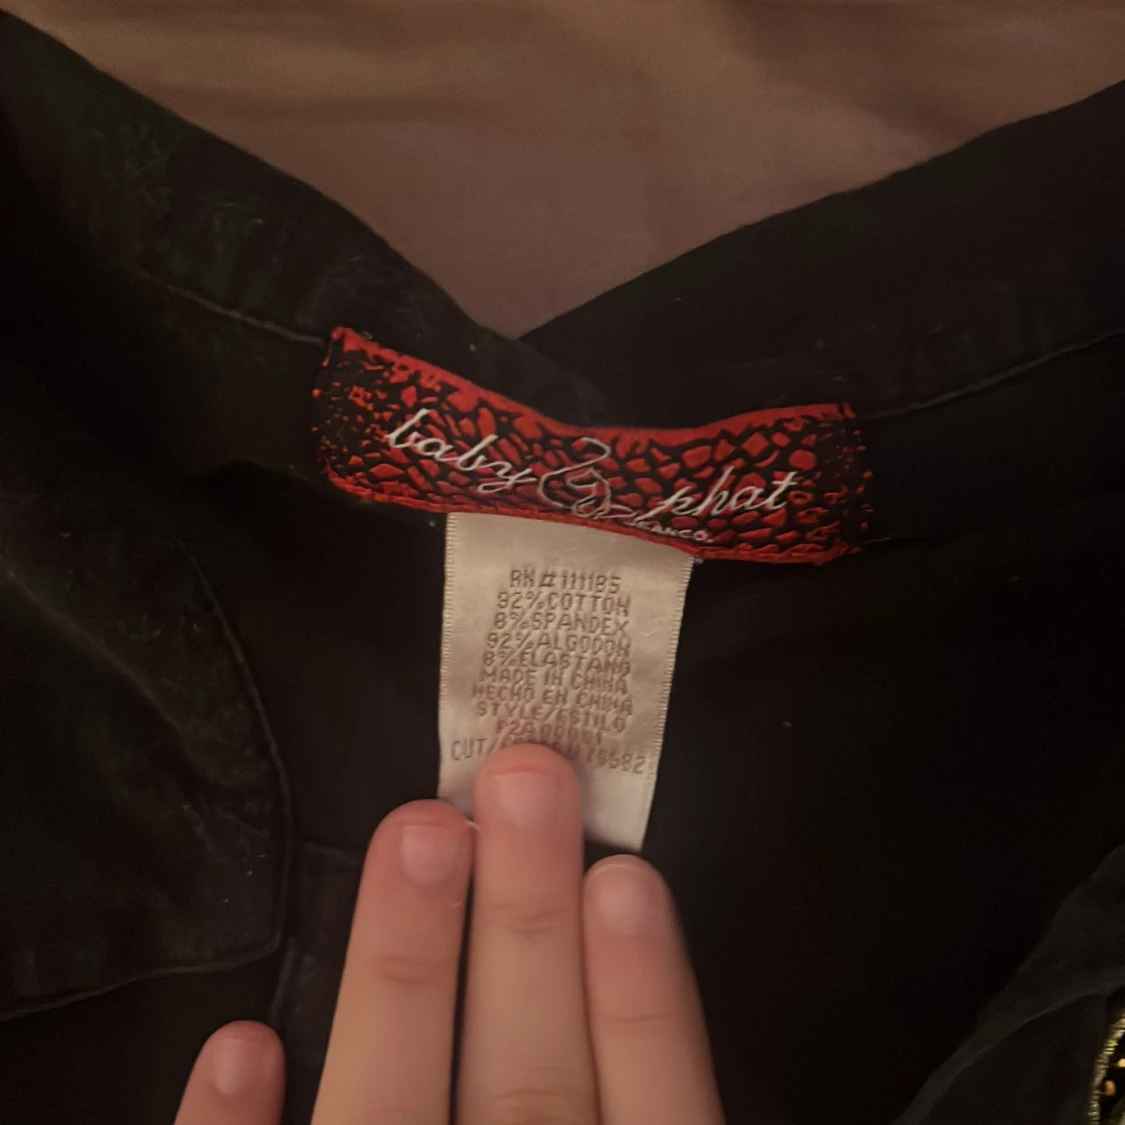 baby phat
RN#111185
92%COTTON
8%SPANDEX
92%ALGODON
8%ELASTANO
MADE IN CHINA
HECHO EN CHINA
STYLE/ESTILO
CUT/